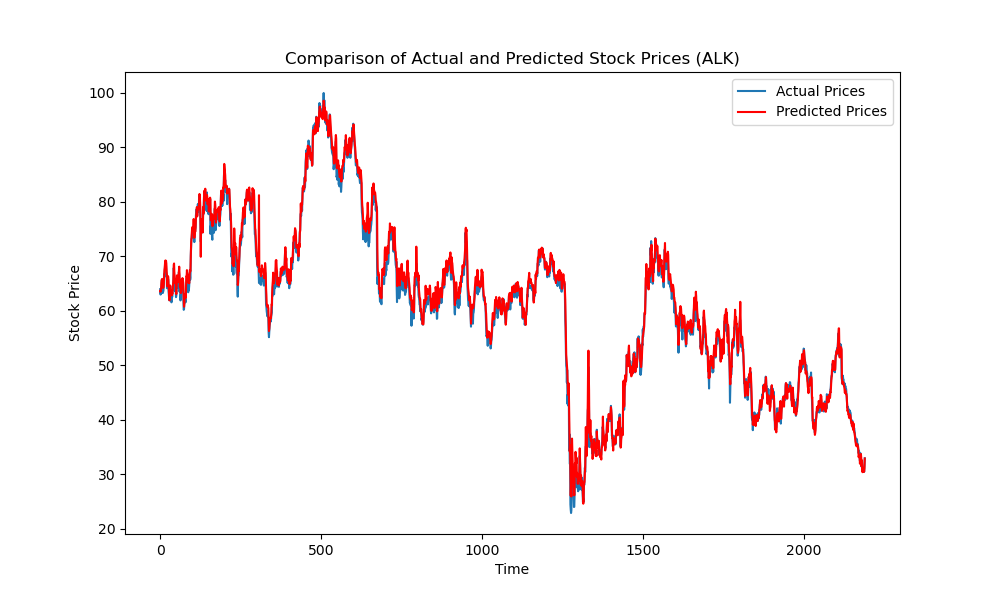 Comparison of Actual and Predicted Stock Prices (ALK)
Actual Prices
Predicted Prices
100
90
80
70
60
50
40
30
20
Stock Price
0 500 1000 1500 2000
Time